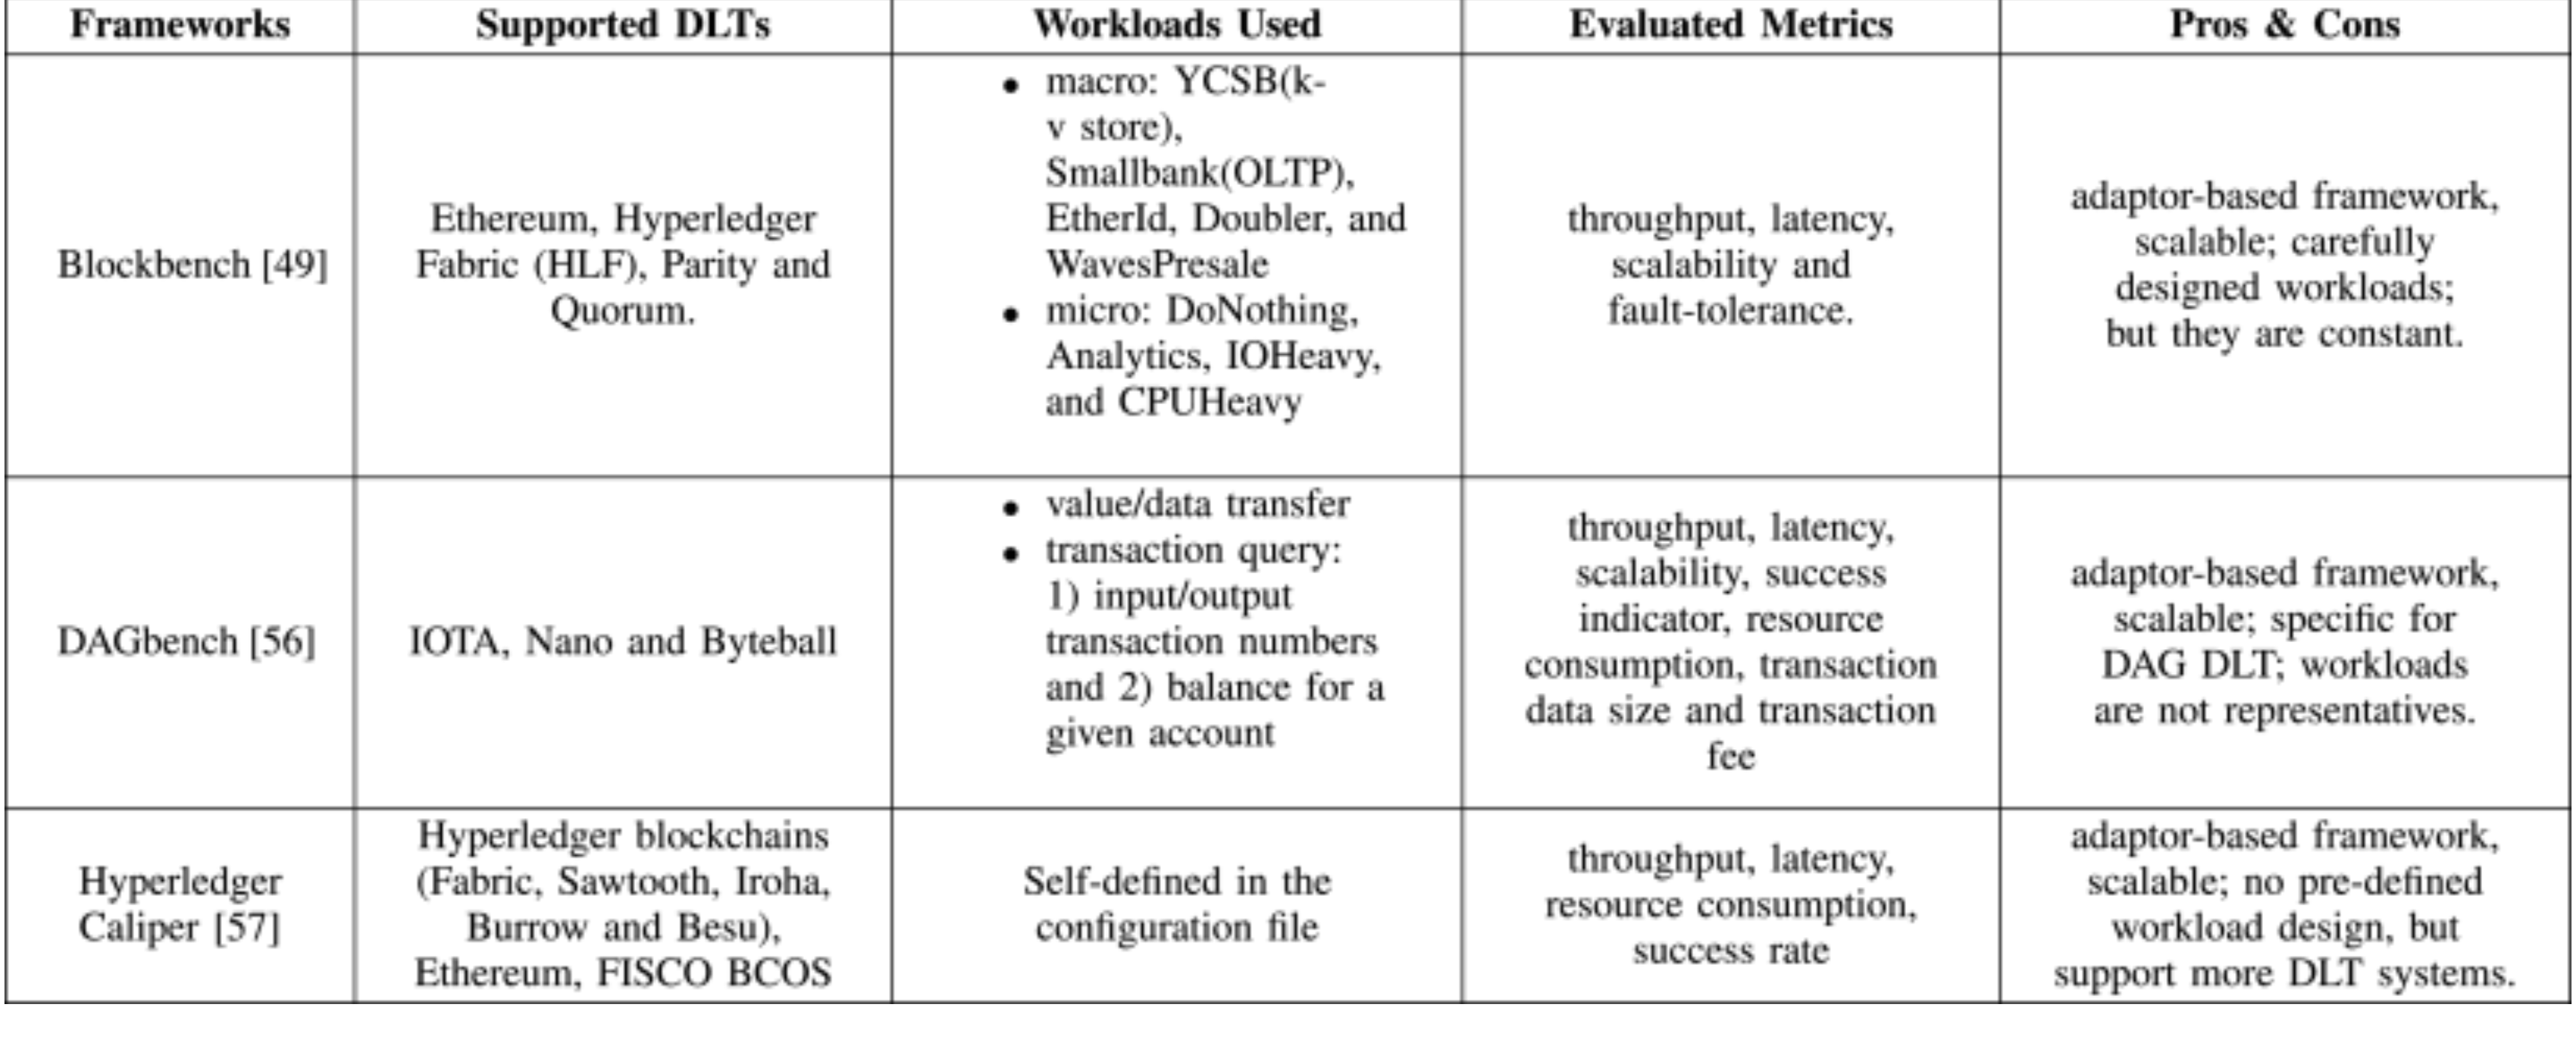 Frameworks
Supported DLTs
Workloads Used
Evaluated Metrics
Pros & Cons
Blockbench [49]
Ethereum, Hyperledger
Fabric (HLF), Parity and
Quorum.
• macro: YCSB(k-
v store),
Smallbank(OLTP),
EtherId, Doubler, and
WavesPresale
• micro: DoNothing,
Analytics, IOHeavy,
and CPUHeavy
throughput, latency,
scalability and
fault-tolerance.
adaptor-based framework,
scalable; carefully
designed workloads;
but they are constant.
DAGbench [56]
IOTA, Nano and Byteball
• value/data transfer
• transaction query:
1) input/output
transaction numbers
and 2) balance for a
given account
throughput, latency,
scalability, success
indicator, resource
consumption, transaction
data size and transaction
fee
adaptor-based framework,
scalable; specific for
DAG DLT; workloads
are not representatives.
Hyperledger
Caliper [57]
Hyperledger blockchains
(Fabric, Sawtooth, Iroha,
Burrow and Besu),
Ethereum, FISCO BCOS
Self-defined in the
configuration file
throughput, latency,
resource consumption,
success rate
adaptor-based framework,
scalable; no pre-defined
workload design, but
support more DLT systems.